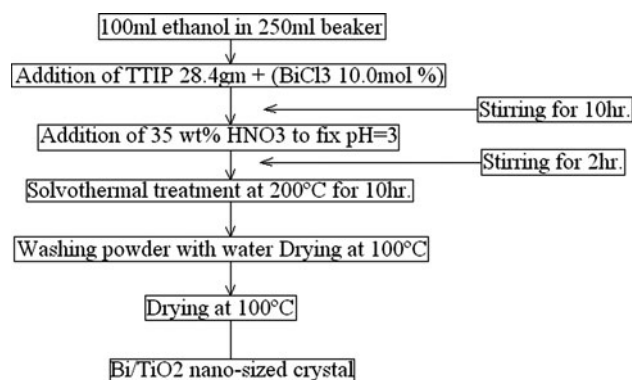 100ml ethanol in 250ml beaker
Addition of TTIP 28.4gm + (BiCl3 10.0mol %)
Stirring for 10hr.
Addition of 35 wt% HNO3 to fix pH=3
Stirring for 2hr.
Solvothermal treatment at 200°C for 10hr.
Washing powder with water Drying at 100°C
Drying at 100°C
Bi/TiO2 nano-sized crystal